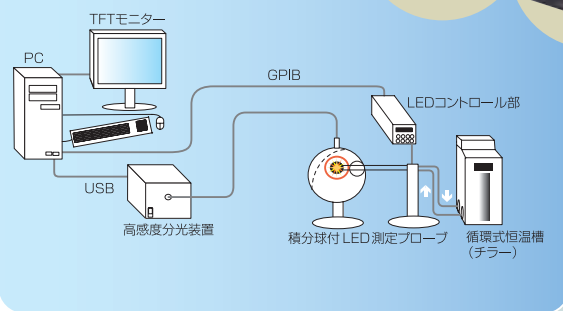 TFTモニター
PC
GPIB
LEDコントロール部
USB
高感度分光装置
積分球付LED測定プローブ
循環式恒温槽
(チラー)